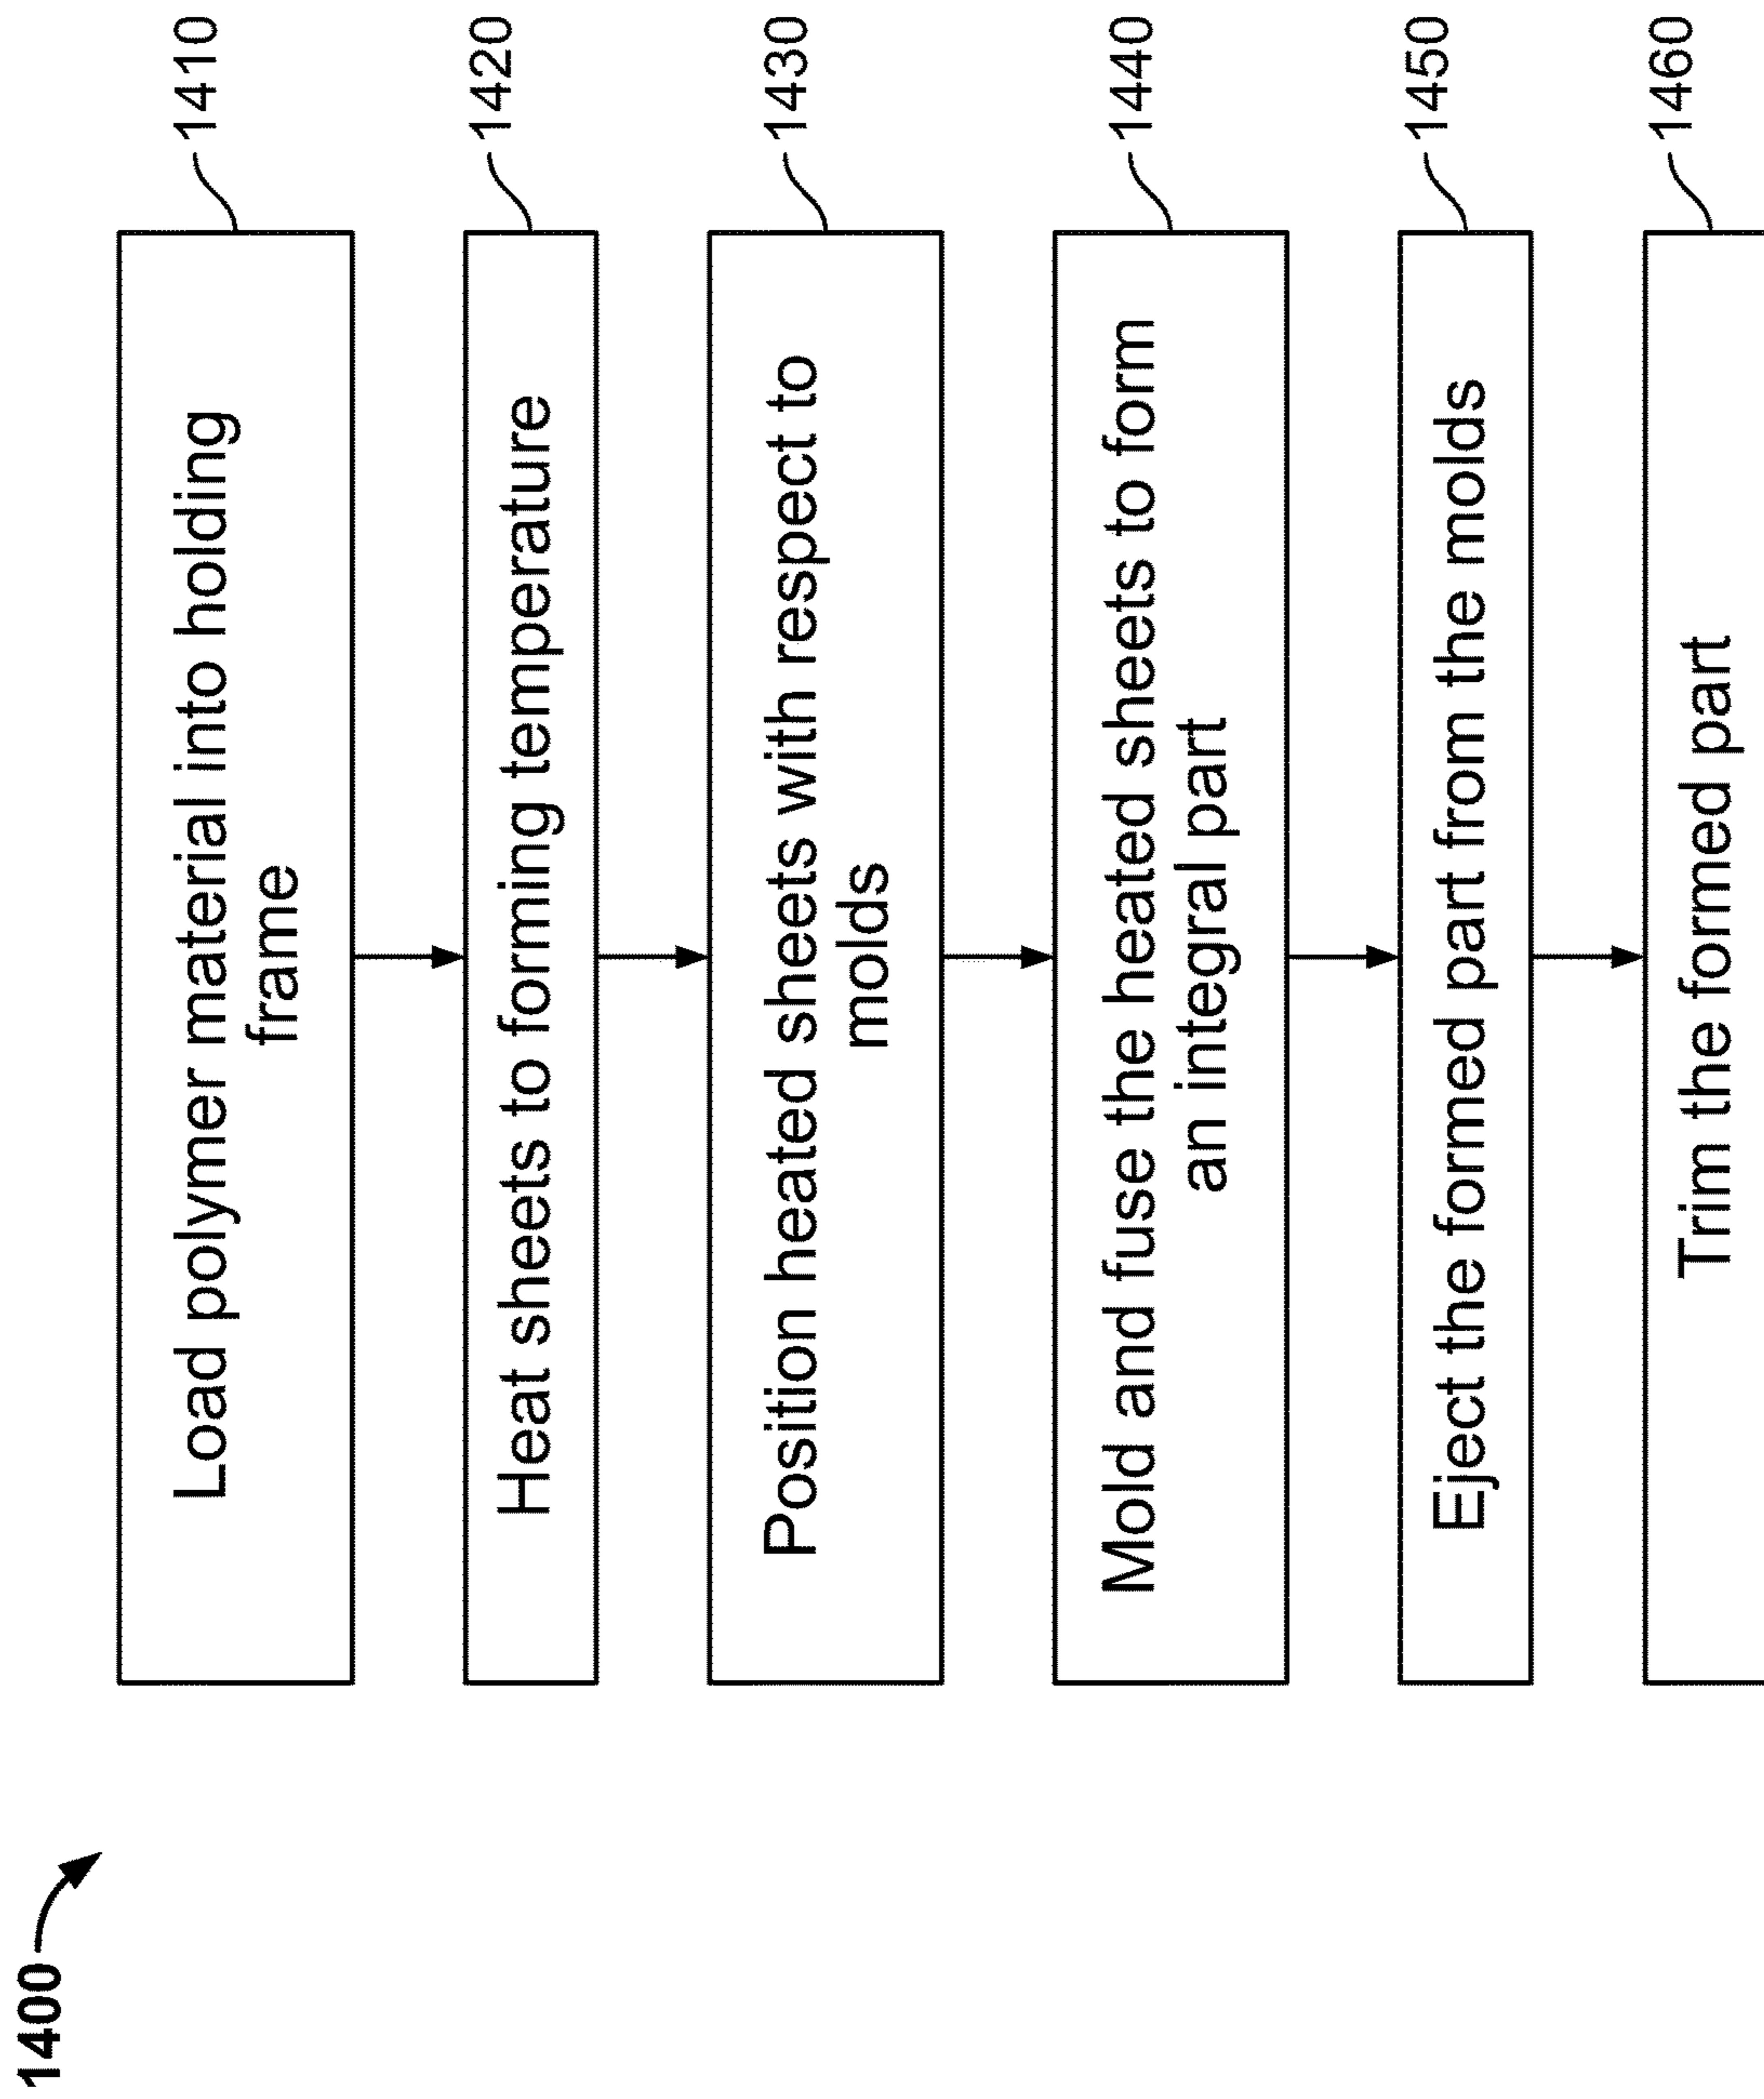 1400
Load polymer material into holding
frame
1410
Heat sheets to forming temperature
1420
Position heated sheets with respect to
molds
1430
Mold and fuse the heated sheets to form
an integral part
1440
Eject the formed part from the molds
1450
Trim the formed part
1460